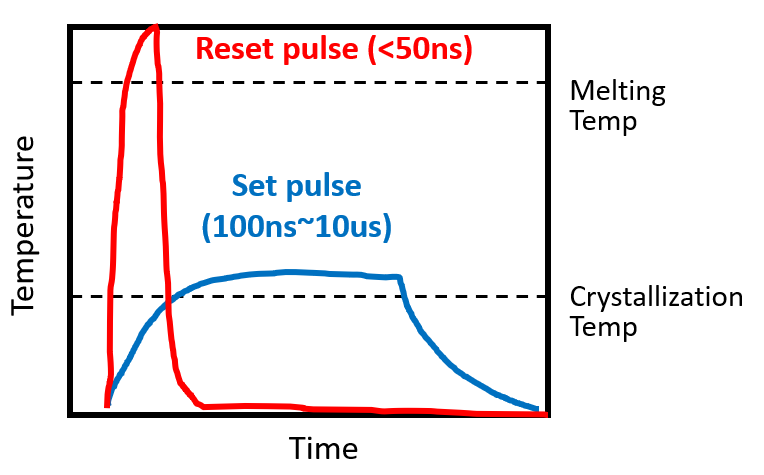 Reset pulse (<50ns)
Melting
Temp
Set pulse
(100ns~10us)
Crystallization
Temp
Temperature
Time